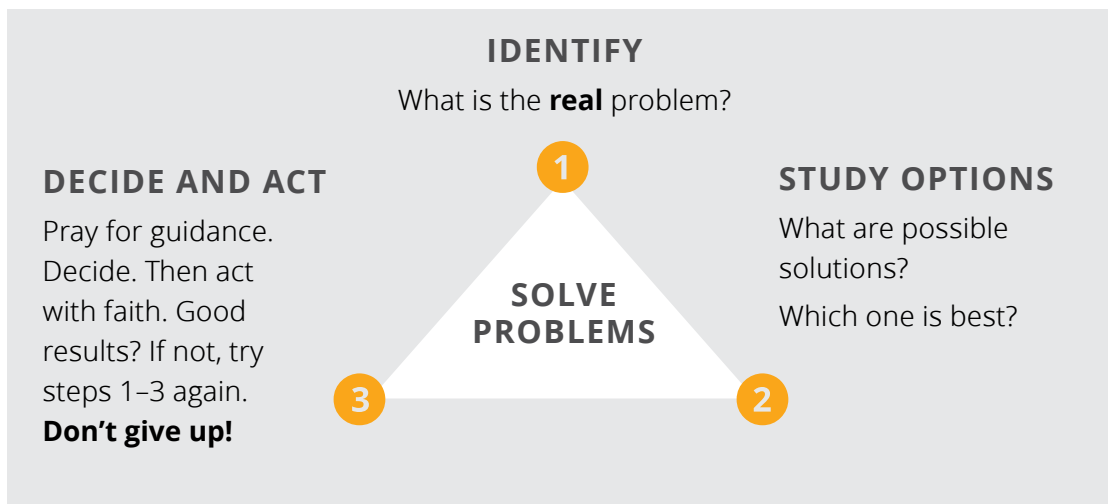 IDENTIFY
What is the real problem?
1
STUDY OPTIONS
What are possible
solutions?
Which one is best?
2
DECIDE AND ACT
Pray for guidance.
Decide. Then act
with faith. Good
results? If not, try
steps 1–3 again.
Don’t give up!
3
SOLVE
PROBLEMS